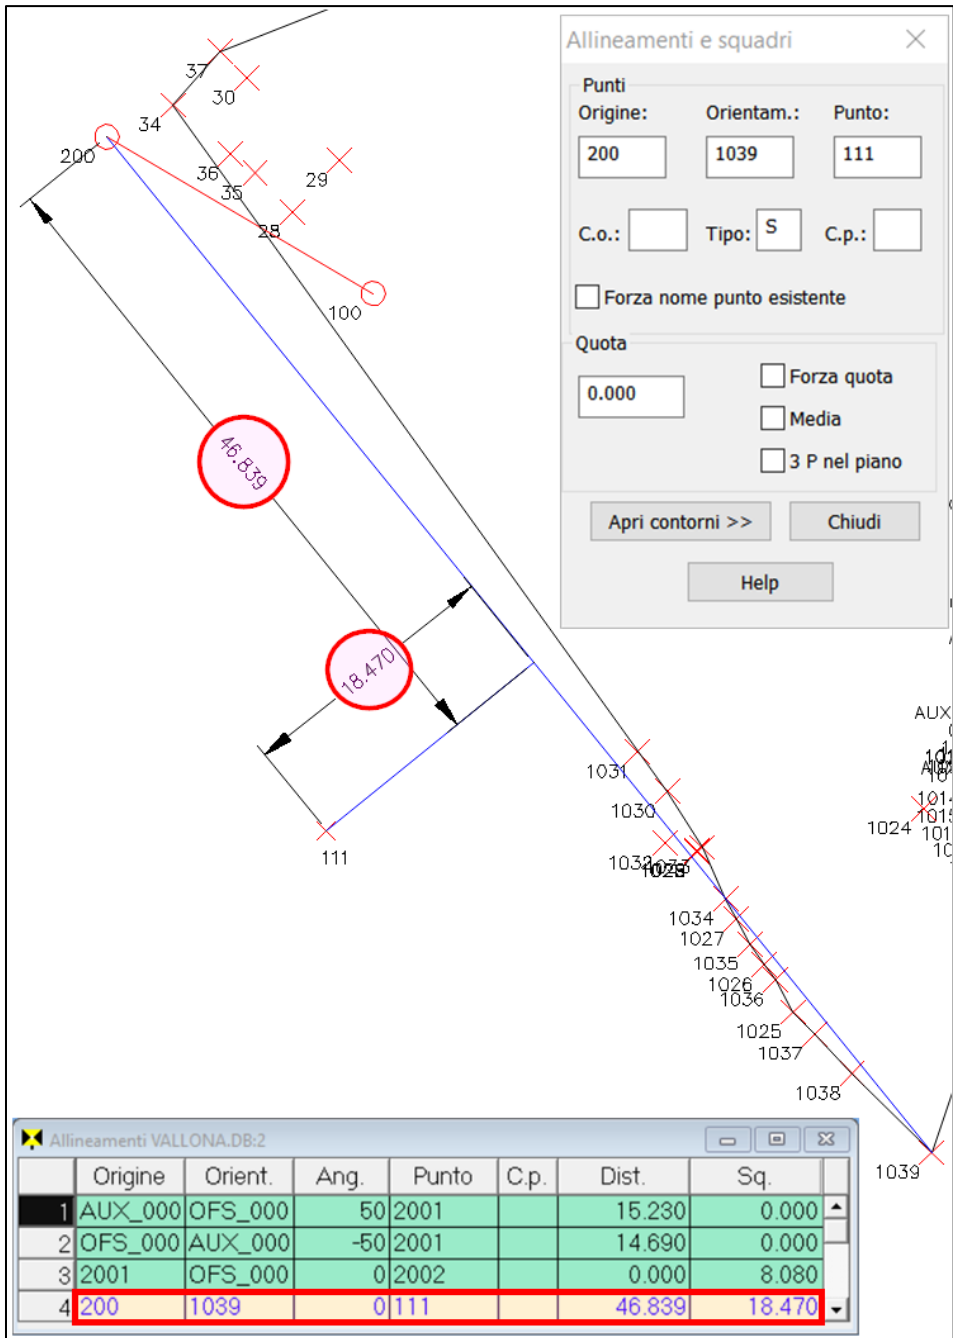 Allineamenti e squadri
Punti
Origine: Orientam.: Punto:
200 1039 111
C.o.: Tipo: S C.p.:
Forza nome punto esistente
Quota
0.000
Forza quota
Media
3 P nel piano
Apri contorni >> Chiudi
Help
37
30
34
200
36
35
29
28
100
46.839
18.470
111
1031
1030
1032
1034
1027
1035
1026
1036
1025
1037
1038
1039
AUX
1024
1014
1015
Allineamenti VALLONA.DB:2
Origine Orient. Ang. Punto C.p. Dist. Sq.
1 AUX_000 OFS_000 50 2001 15.230 0.000
2 OFS_000 AUX_000 -50 2001 14.690 0.000
3 2001 OFS_000 0 2002 0.000 8.080
4 200 1039 0 111 46.839 18.470